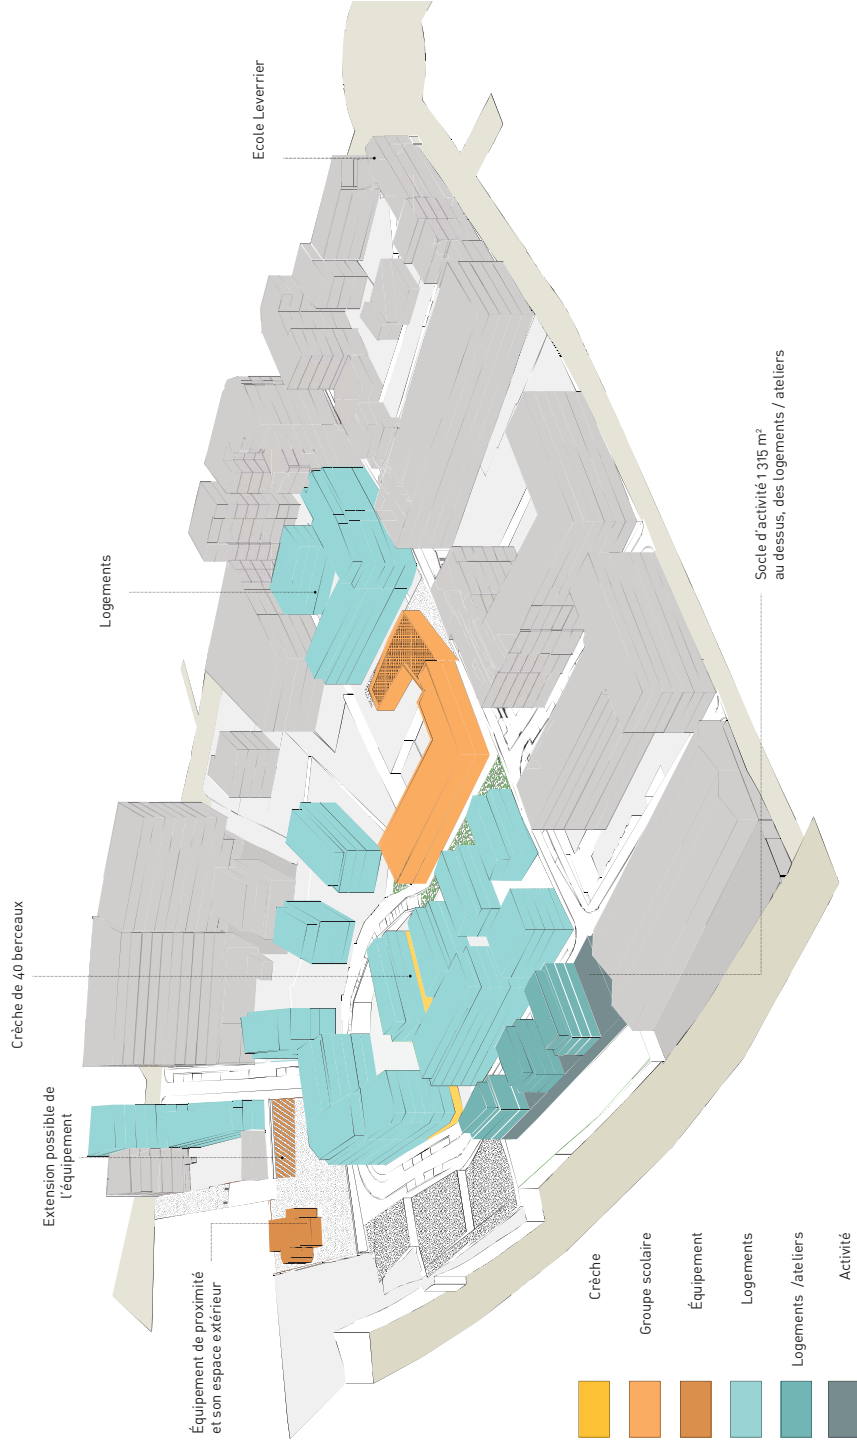 Ecole Leverrier
Logements
Crèche de 40 berceaux
Extension possible de
l'équipement
Équipement de proximité
et son espace extérieur
Socle d'activité 1 315 m²
au dessus, des logements / ateliers
Crèche
Groupe scolaire
Équipement
Logements
Logements /ateliers
Activité